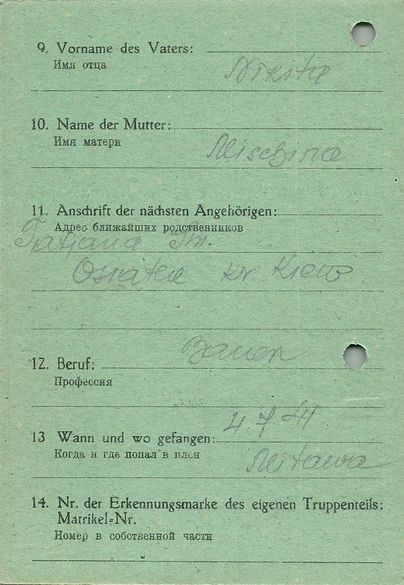 9. Vorname des Vaters:
Имя отца
Nikita
10. Name der Mutter:
Имя матери
Mischina
11. Anschrift der nächsten Angehörigen:
Адрес ближайших родственников
Tatjana
Ossiaten kr. Kiew
12. Beruf:
Bauer
Профессия
4.7.44
13 Wann und wo gefangen:
Когда и где попал в плен
Mitawa
14. Nr. der Erkennungsmarke des eigenen Truppenteils:
Matrikel=Nr.
Номер в собственной части